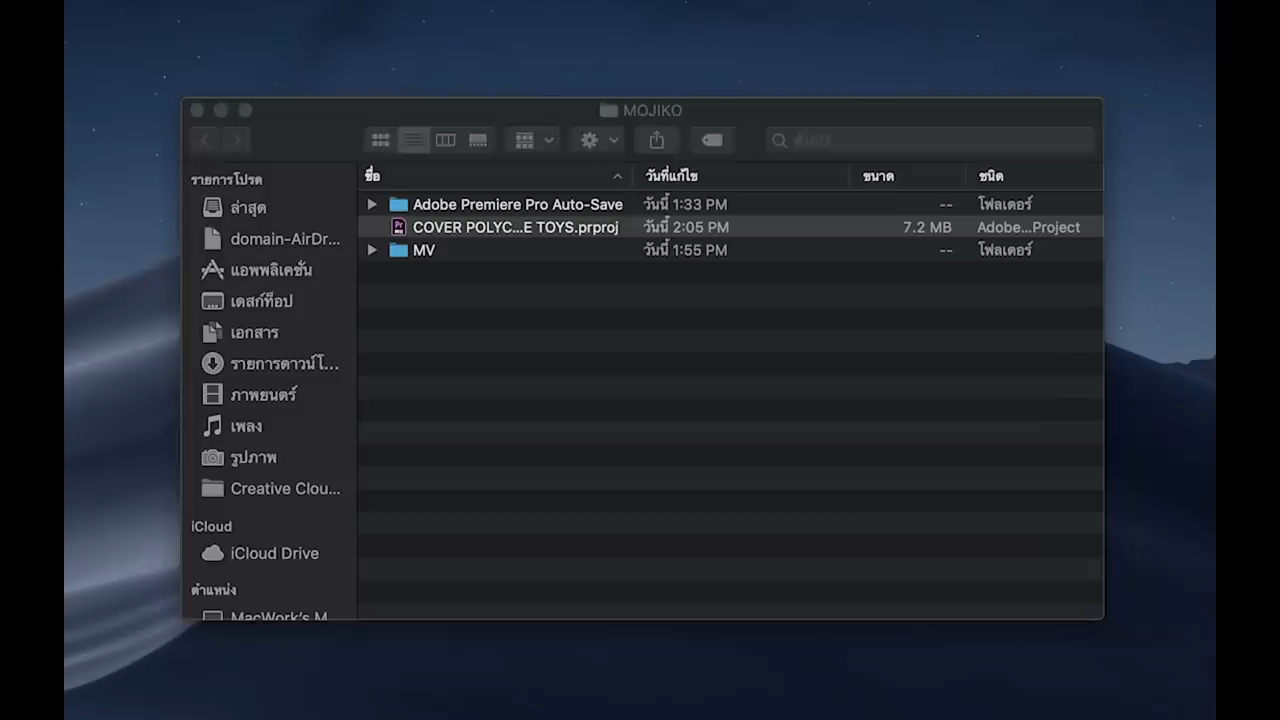 MOJIKO
ค้นหา
รายการโปรด
ล่าสุด
domain-AirDr...
แอพพลิเคชั่น
เดสก์ท็อป
เอกสาร
รายการดาวน์โ...
ภาพยนตร์
เพลง
รูปภาพ
Creative Clou...
iCloud
iCloud Drive
ตำแหน่ง
MacWork's M
ชื่อ วันที่แก้ไข ขนาด ชนิด
Adobe Premiere Pro Auto-Save วันนี้ 1:33 PM -- โฟลเดอร์
COVER POLYC...E TOYS.prproj วันนี้ 2:05 PM 7.2 MB Adobe...Project
MV วันนี้ 1:55 PM -- โฟลเดอร์